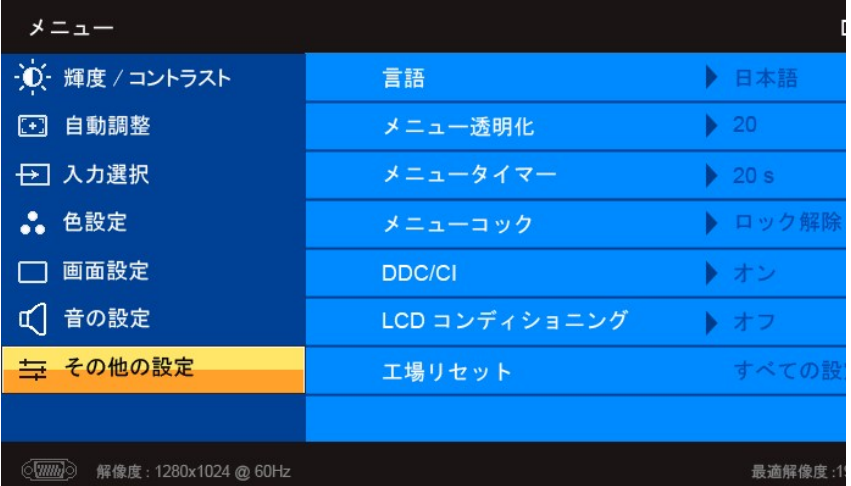 メニュー
輝度 / コントラスト
自動調整
入力選択
色設定
画面設定
音の設定
その他の設定
言語 日本語
メニュー透明化 20
メニュータイマー 20 s
メニューコック ロック解除
DDC/CI オン
LCD コンディショニング オフ
工場リセット すべての設
解像度 : 1280x1024 @ 60Hz
最適解像度 :19